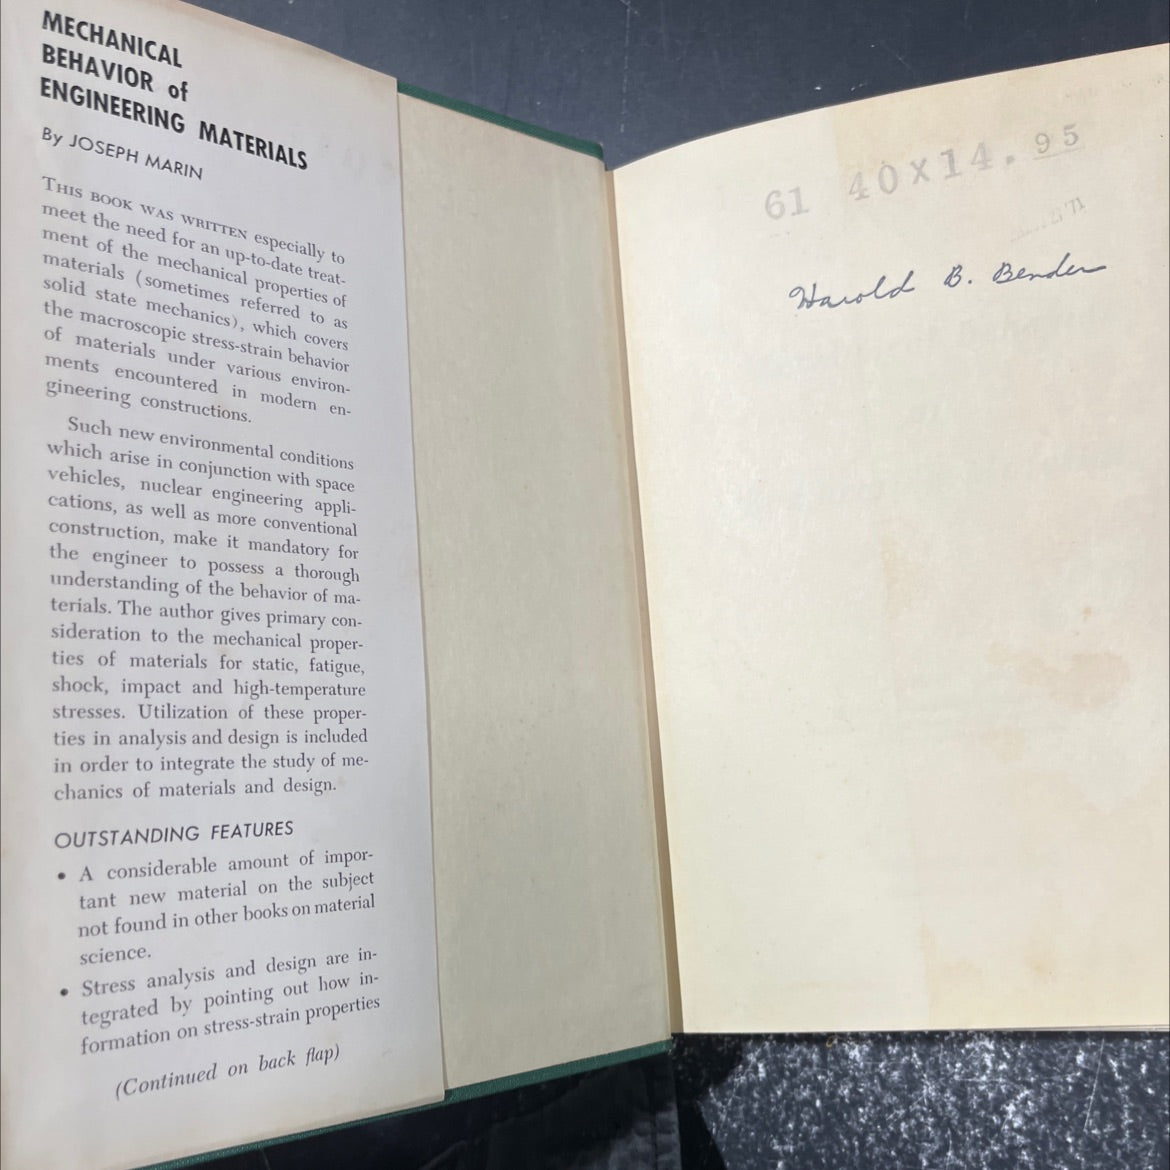 MECHANICAL
BEHAVIOR of
ENGINEERING MATERIALS
By JOSEPH MARIN
THIS BOOK WAS WRITTEN especially to
meet the need for an up-to-date treat-
ment of the mechanical properties of
materials (sometimes referred to as
solid state mechanics), which covers
the macroscopic stress-strain behavior
of materials under various environ-
ments encountered in modern en-
gineering constructions.
Such new environmental conditions
which arise in conjunction with space
vehicles, nuclear engineering appli-
cations, as well as more conventional
construction, make it mandatory for
the engineer to possess a thorough
understanding of the behavior of ma-
terials. The author gives primary con-
sideration to the mechanical proper-
ties of materials for static, fatigue,
shock, impact and high-temperature
stresses. Utilization of these proper-
ties in analysis and design is included
in order to integrate the study of me-
chanics of materials and design.
OUTSTANDING FEATURES
• A considerable amount of impor-
tant new material on the subject
not found in other books on material
science.
• Stress analysis and design are in-
tegrated by pointing out how in-
formation on stress-strain properties
(Continued on back flap)
61 40X14.95
'71
Harold B. Bender